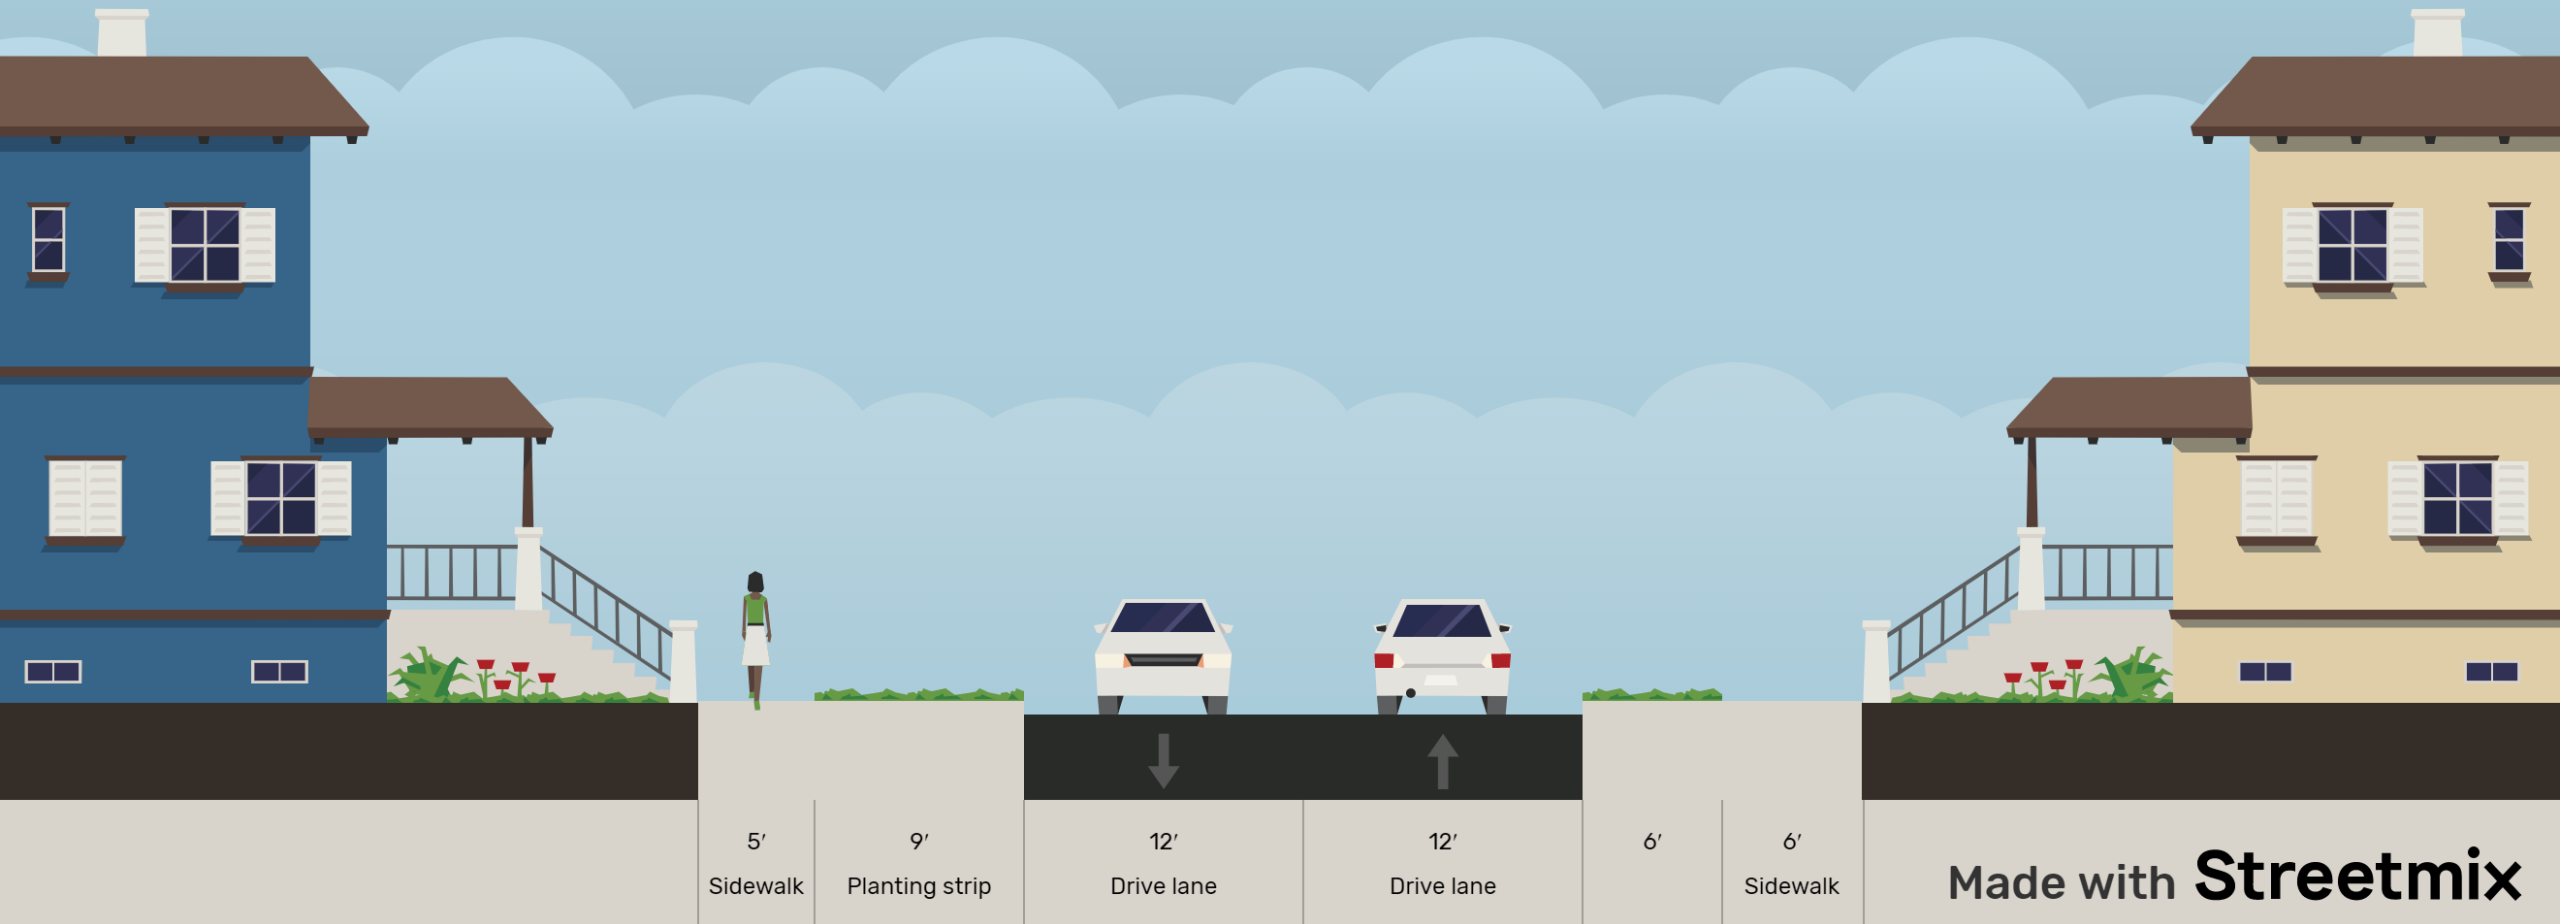 5′
Sidewalk
9′
Planting strip
12′
Drive lane
12′
Drive lane
6′
6′
Sidewalk
Made with Streetmix